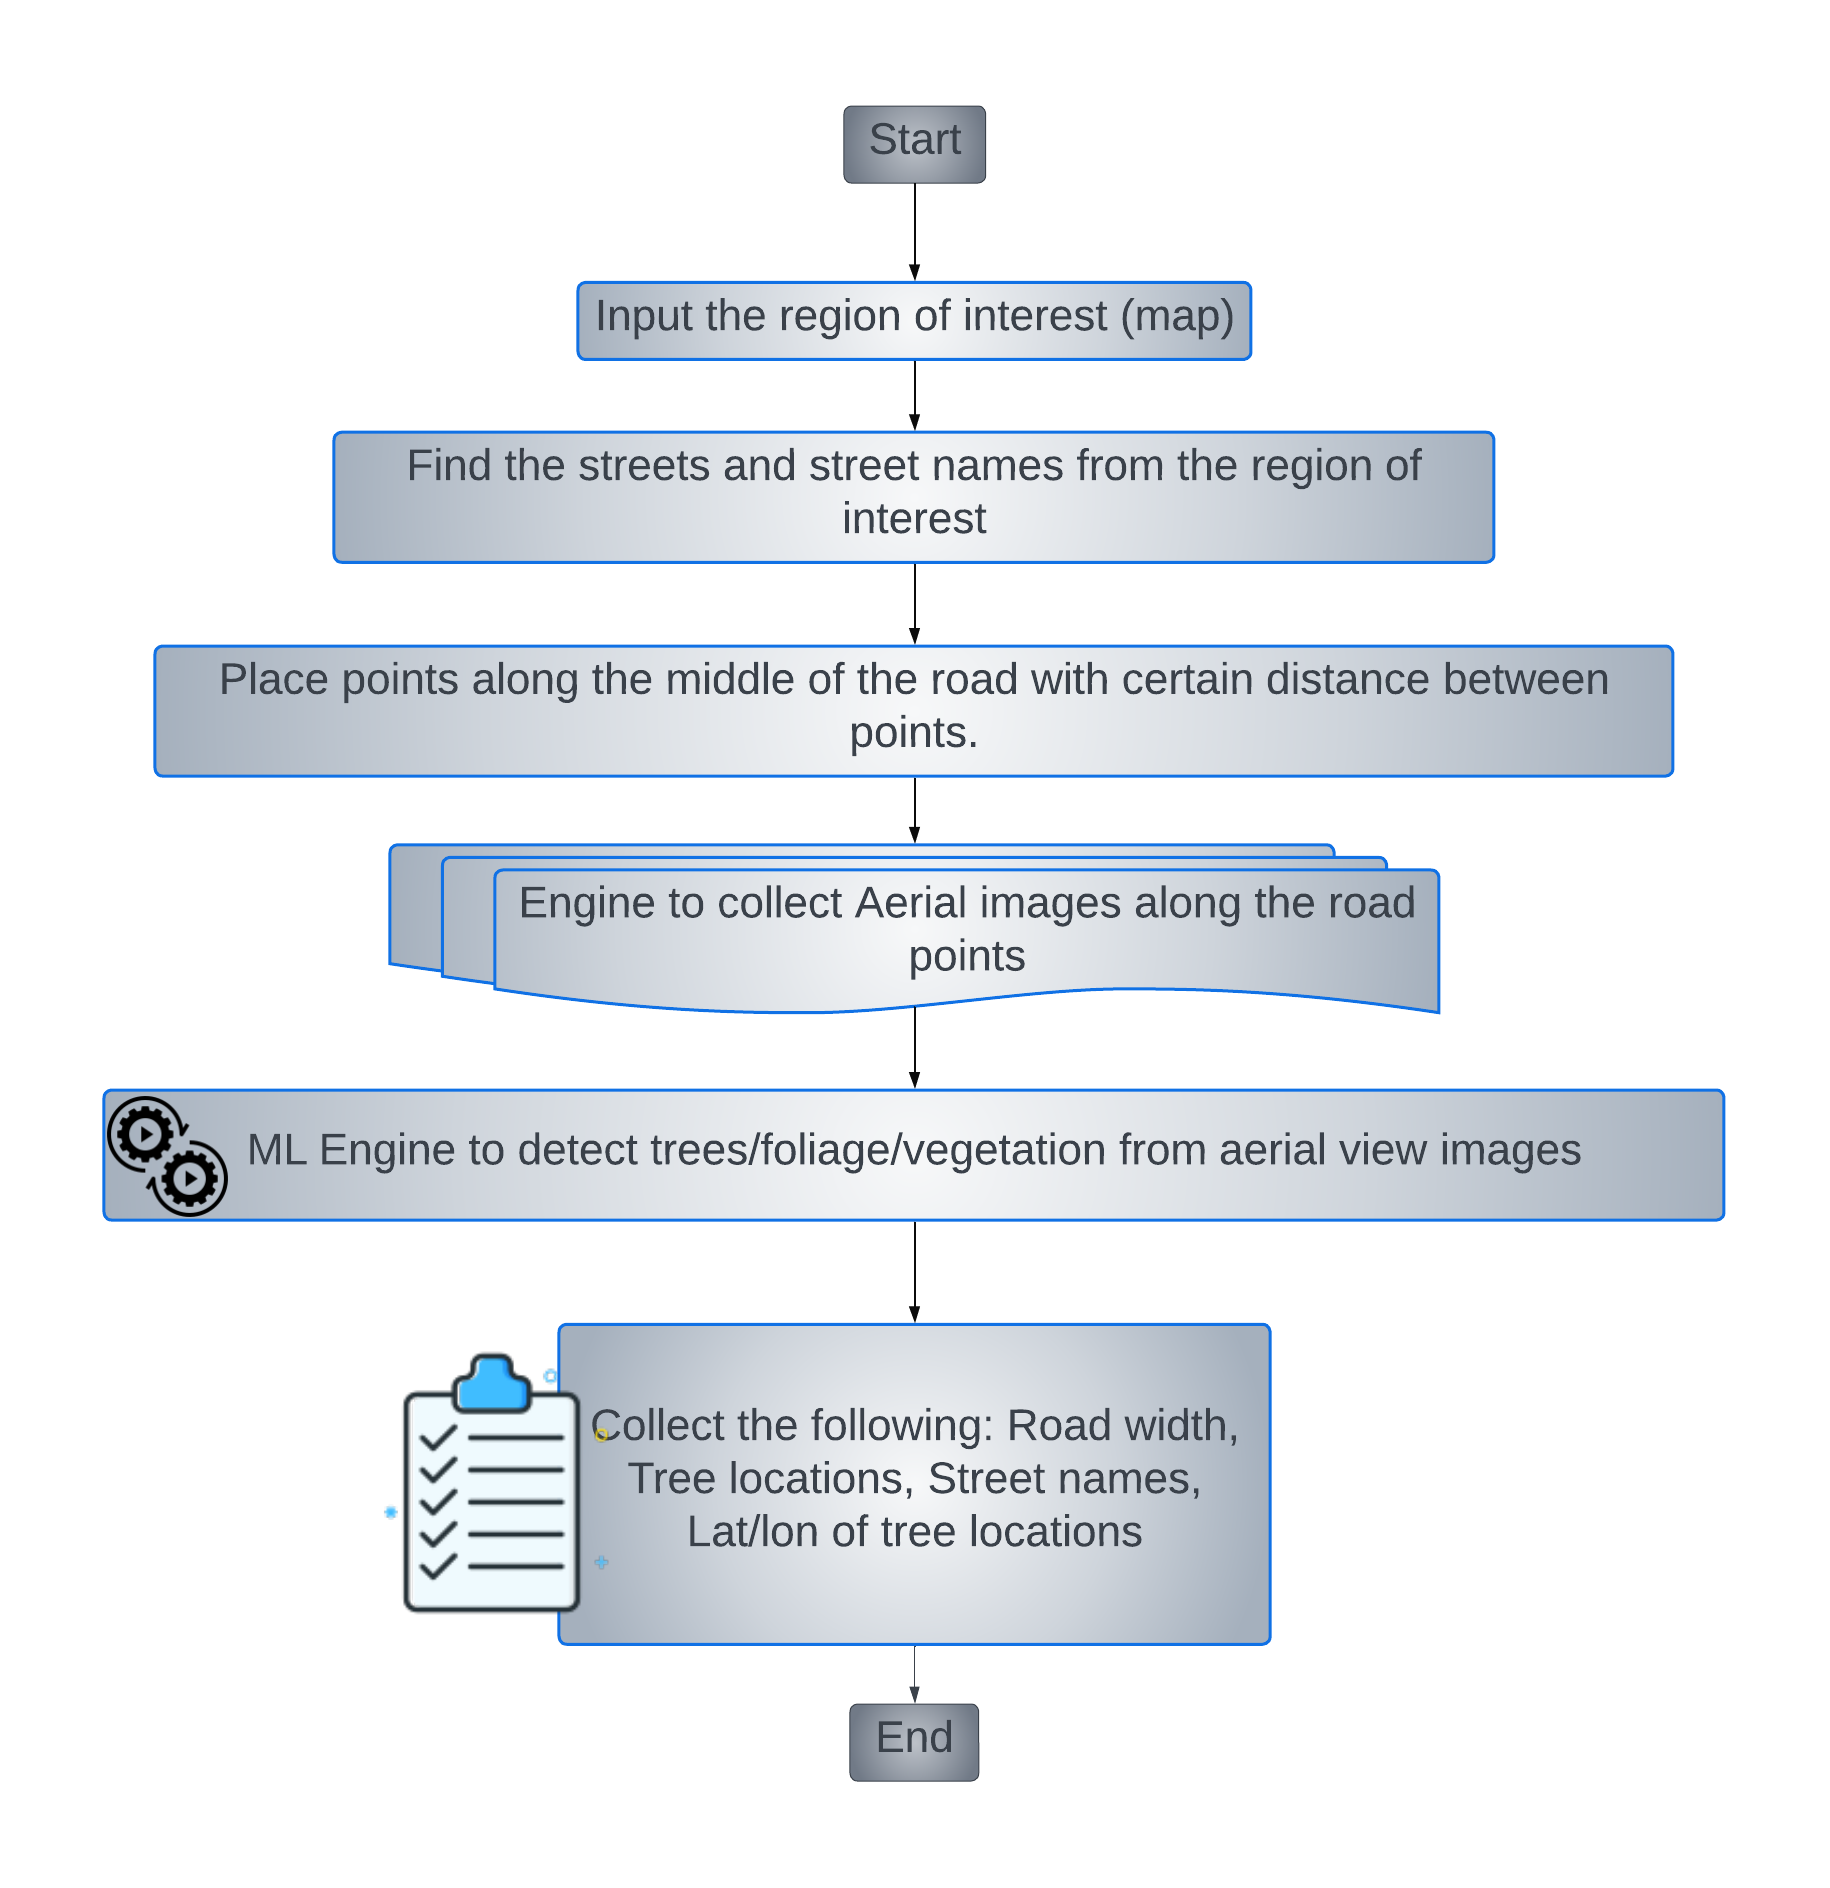 Start
Input the region of interest (map)
Find the streets and street names from the region of
interest
Place points along the middle of the road with certain distance between
points.
Engine to collect Aerial images along the road
points
ML Engine to detect trees/foliage/vegetation from aerial view images
Collect the following: Road width,
Tree locations, Street names,
Lat/lon of tree locations
End